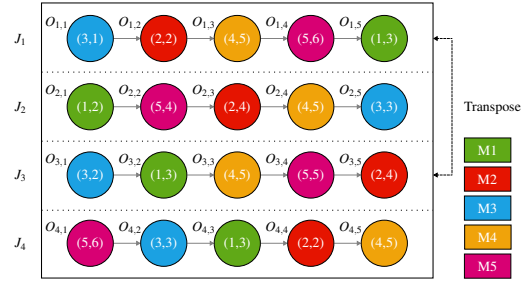 O1,1 O1,2 O1,3 O1,4 O1,5
J1 (3,1) (2,2) (4,5) (5,6) (1,3)
O2,1 O2,2 O2,3 O2,4 O2,5
J2 (1,2) (5,4) (2,4) (4,5) (3,3)
Transpose
O3,1 O3,2 O3,3 O3,4 O3,5
J3 (3,2) (1,3) (4,5) (5,5) (2,4)
O4,1 O4,2 O4,3 O4,4 O4,5
J4 (5,6) (3,3) (1,3) (2,2) (4,5)
M1
M2
M3
M4
M5